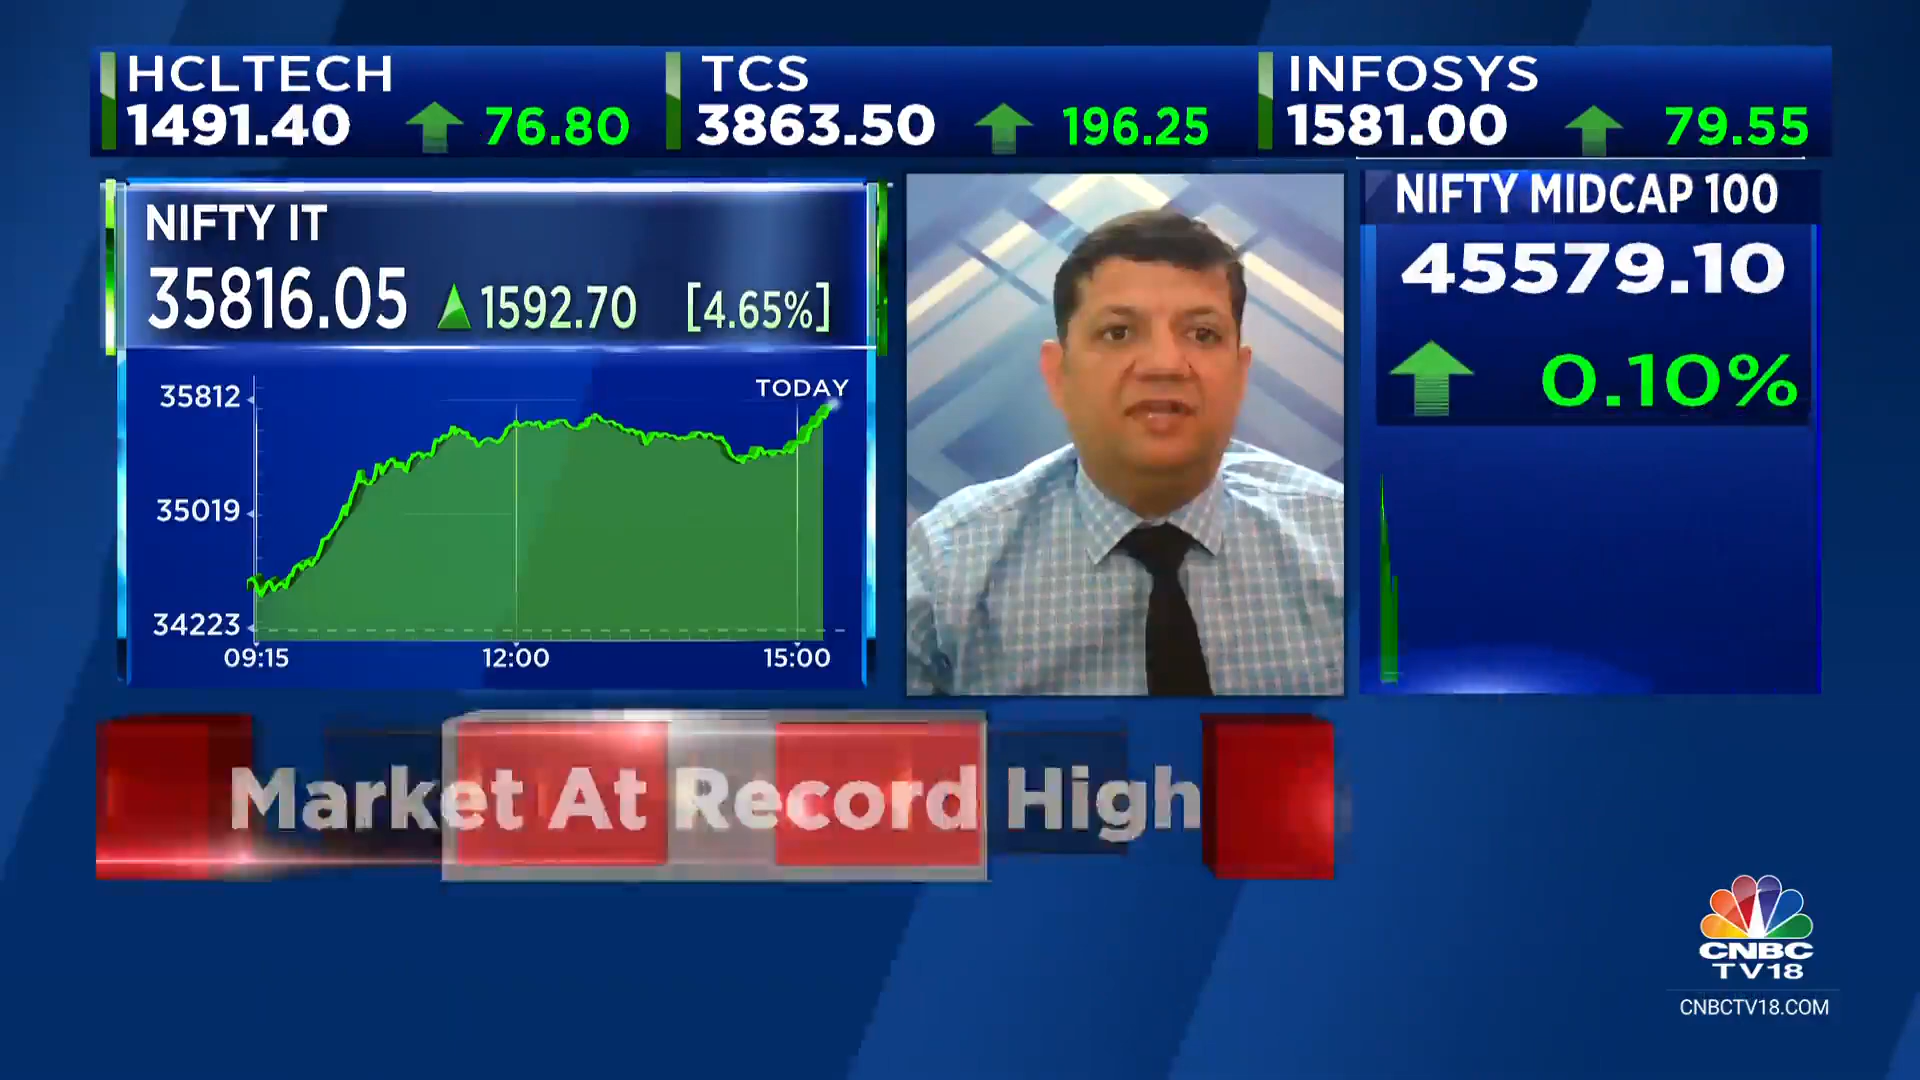 HCLTECH
1491.40 76.80
TCS
3863.50 196.25
INFOSYS
1581.00 79.55
NIFTY IT
35816.05 1592.70 [4.65%]
TODAY
35812
35019
34223
09:15 12:00 15:00
NIFTY MIDCAP 100
45579.10
0.10%
Market At Record High
CNBC
TV18
CNBCTV18.COM